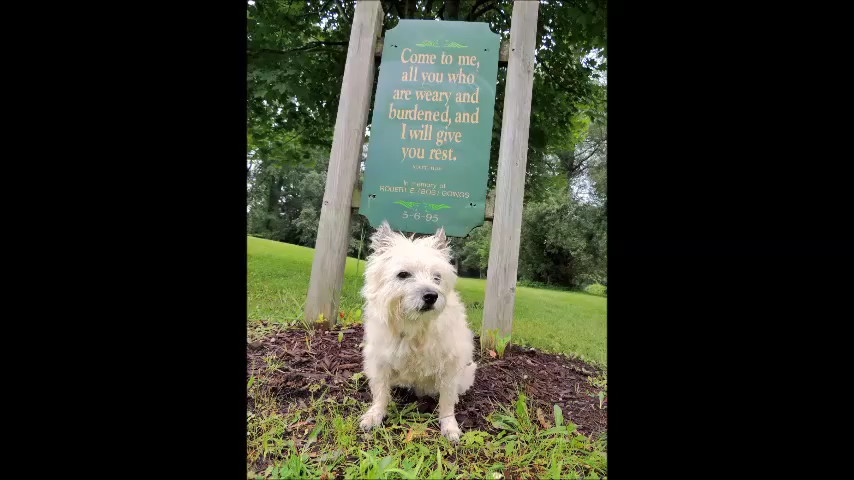 Come to me,
all you who
are weary and
burdened, and
I will give
you rest.
In memory of
5-6-95